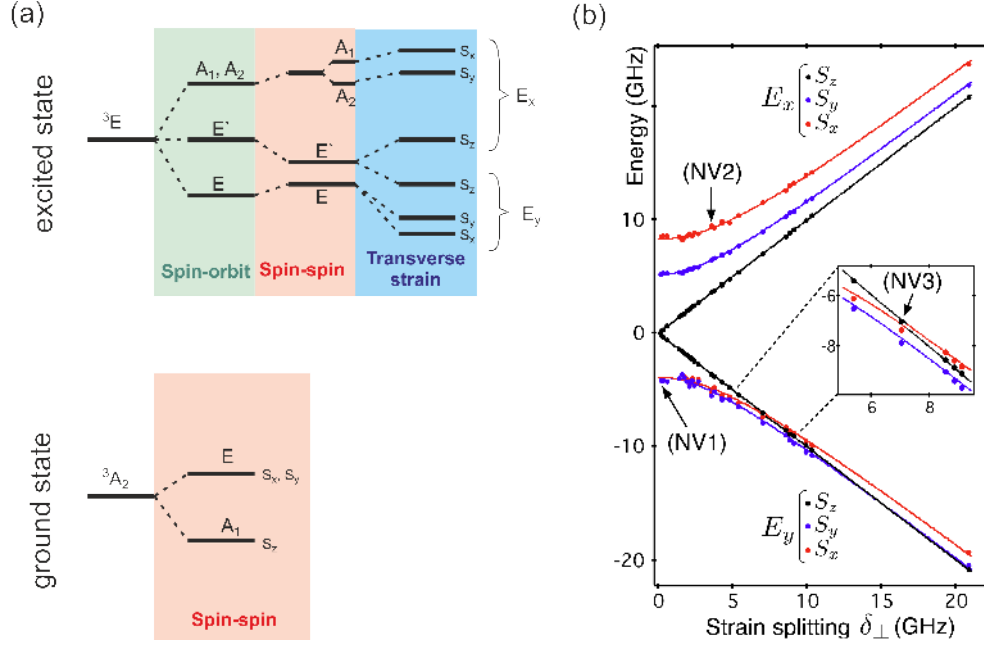 (a)
excited state
³E
A₁, A₂
E`
E
Spin-orbit
A₁
A₂
E`
E
Spin-spin
Sₓ
Sᵧ
S_z
S_z
Sᵧ
Sₓ
Transverse
strain
Eₓ
Eᵧ
ground state
³A₂
E
Sₓ, Sᵧ
A₁
S_z
Spin-spin
(b)
Energy (GHz)
10
0
-10
-20
Eₓ
S_z
Sᵧ
Sₓ
(NV2)
(NV1)
(NV3)
-6
-8
6
8
Eᵧ
S_z
Sᵧ
Sₓ
0
5
10
15
20
Strain splitting δ⊥ (GHz)